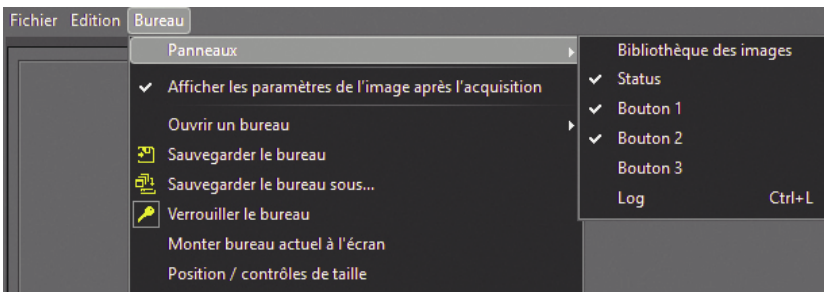 Fichier Edition Bureau
Panneaux
Afficher les paramètres de l'image après l'acquisition
Ouvrir un bureau
Sauvegarder le bureau
Sauvegarder le bureau sous...
Verrouiller le bureau
Monter bureau actuel à l'écran
Position / contrôles de taille
Bibliothèque des images
Status
Bouton 1
Bouton 2
Bouton 3
Log Ctrl+L